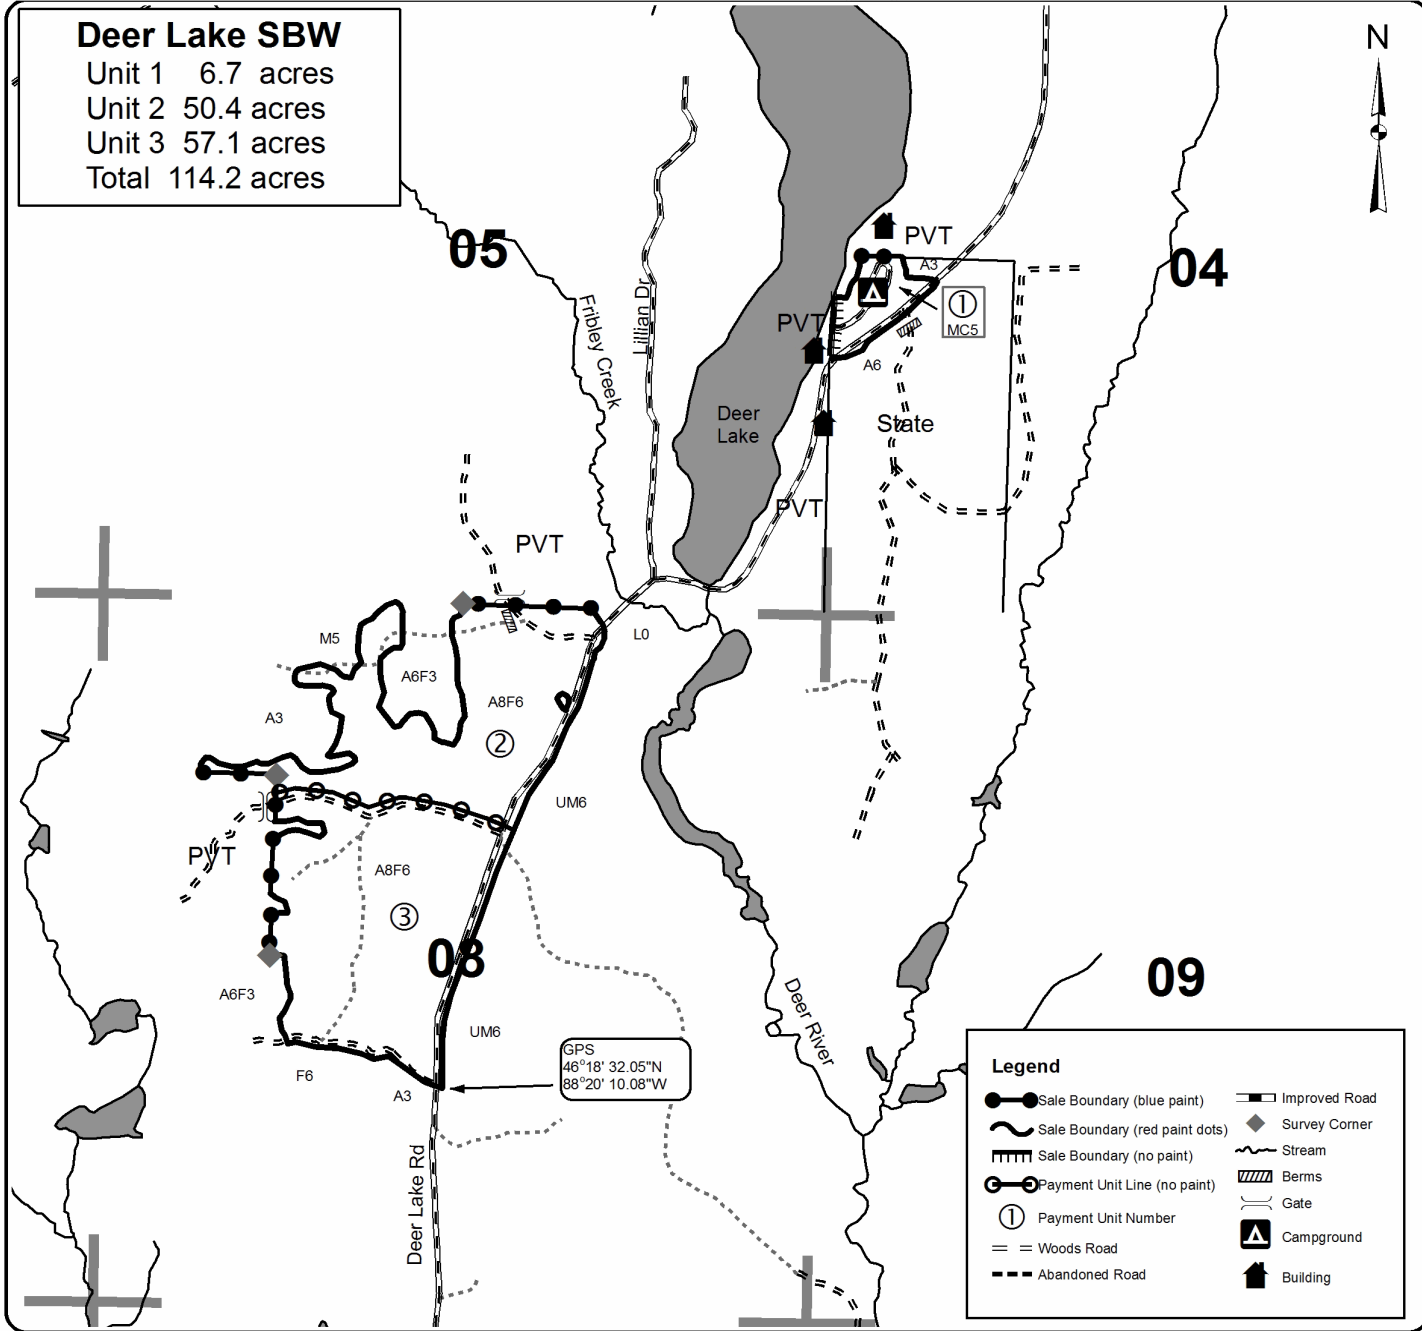 Deer Lake SBW
Unit 1 6.7 acres
Unit 2 50.4 acres
Unit 3 57.1 acres
Total 114.2 acres
N
05
04
PVT
A3
1
MC5
Fribley Creek
Lillian Dr
PVT
A6
Deer
Lake
State
PVT
PVT
M5
L0
A6F3
A8F6
A3
2
UM6
PVT
A8F6
3
08
09
A6F3
Deer River
UM6
GPS
46°18' 32.05"N
88°20' 10.08"W
F6
A3
Deer Lake Rd
Legend
Sale Boundary (blue paint)
Sale Boundary (red paint dots)
Sale Boundary (no paint)
Payment Unit Line (no paint)
1 Payment Unit Number
Woods Road
Abandoned Road
Improved Road
Survey Corner
Stream
Berms
Gate
Campground
Building